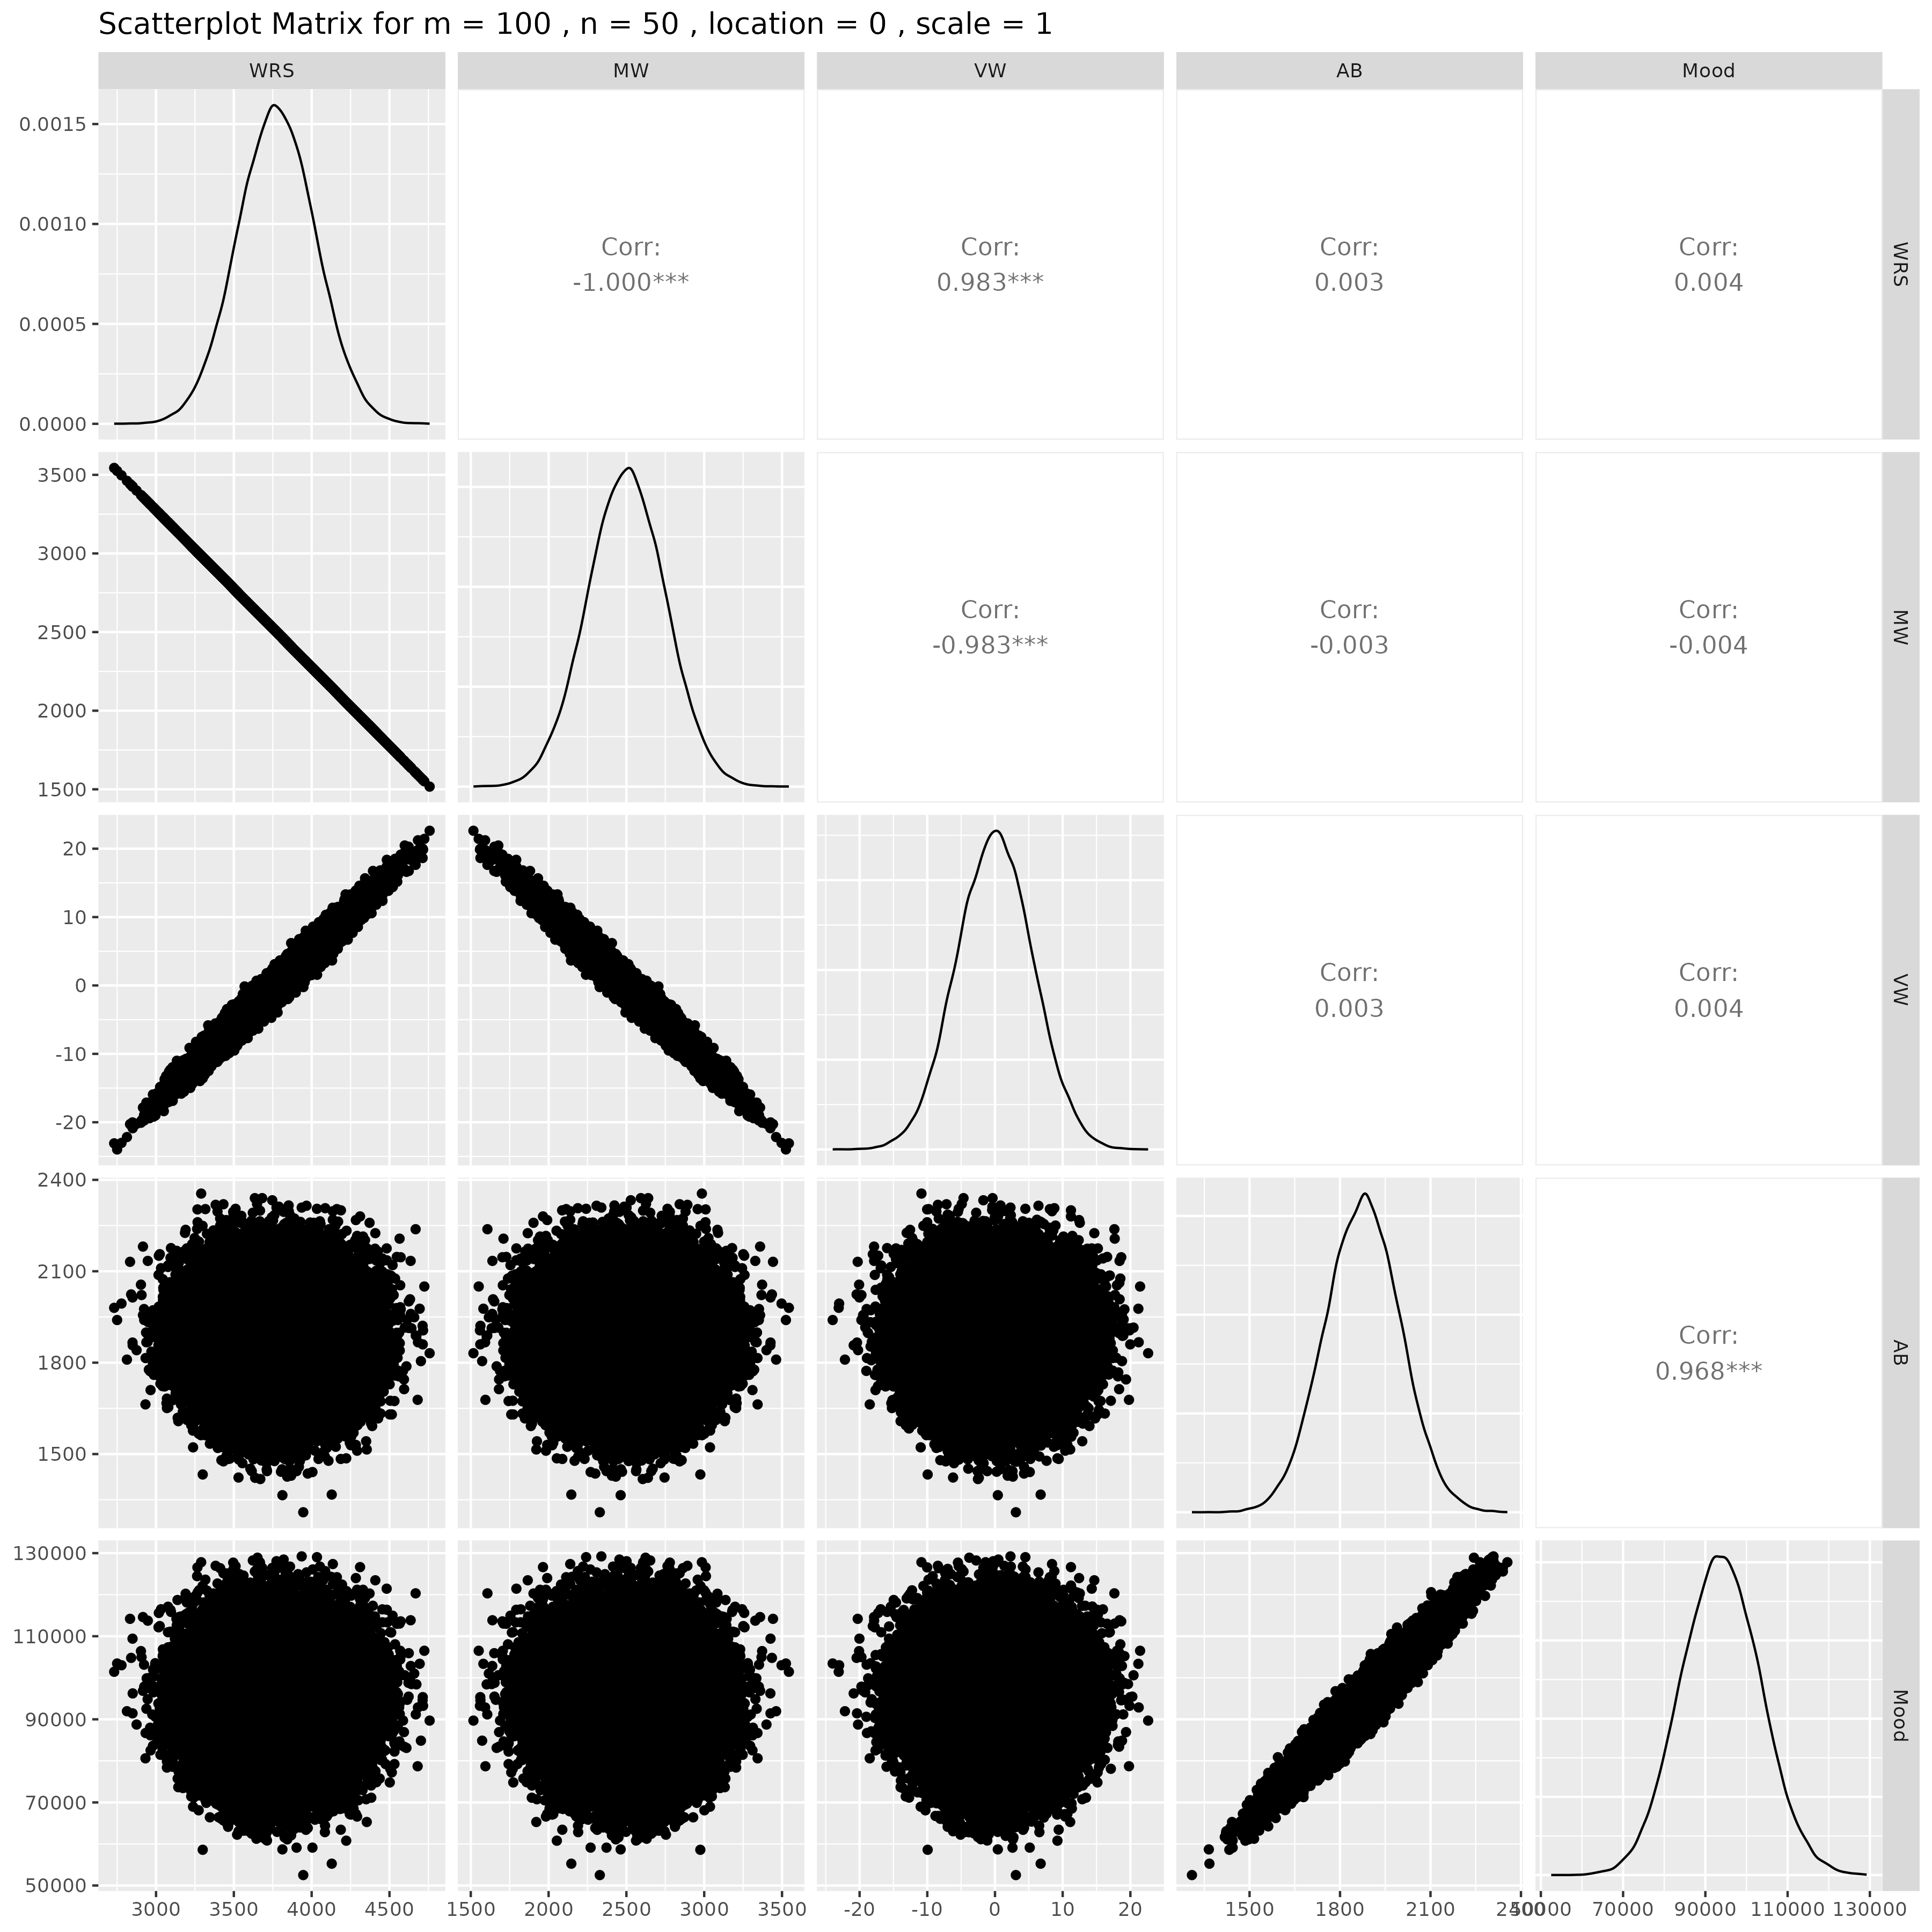 Scatterplot Matrix for m = 100 , n = 50 , location = 0 , scale = 1
WRS
MW
VW
AB
Mood
0.0015
0.0010
0.0005
0.0000
Corr:
-1.000***
Corr:
0.983***
Corr:
0.003
Corr:
0.004
WRS
3500
3000
2500
2000
1500
Corr:
-0.983***
Corr:
-0.003
Corr:
-0.004
MW
20
10
0
-10
-20
Corr:
0.003
Corr:
0.004
VW
2400
2100
1800
1500
Corr:
0.968***
AB
130000
110000
90000
70000
50000
Mood
3000 3500 4000 4500
1500 2000 2500 3000 3500
-20 -10 0 10 20
1500 1800 2100 2400
50000 70000 90000 110000 130000